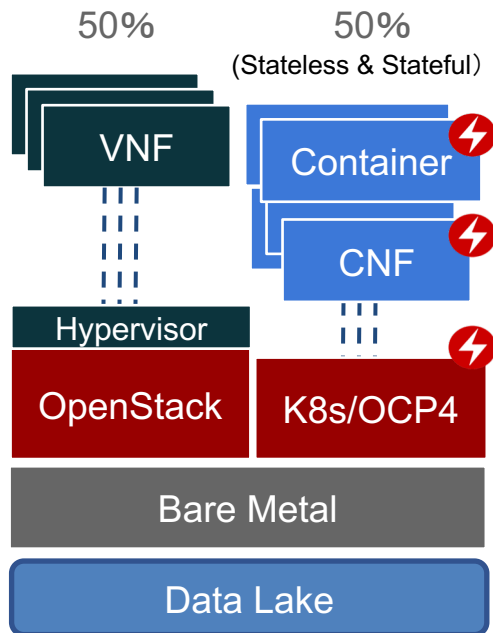 50%
50%
(Stateless & Stateful）
VNF
Container
CNF
Hypervisor
OpenStack
K8s/OCP4
Bare Metal
Data Lake